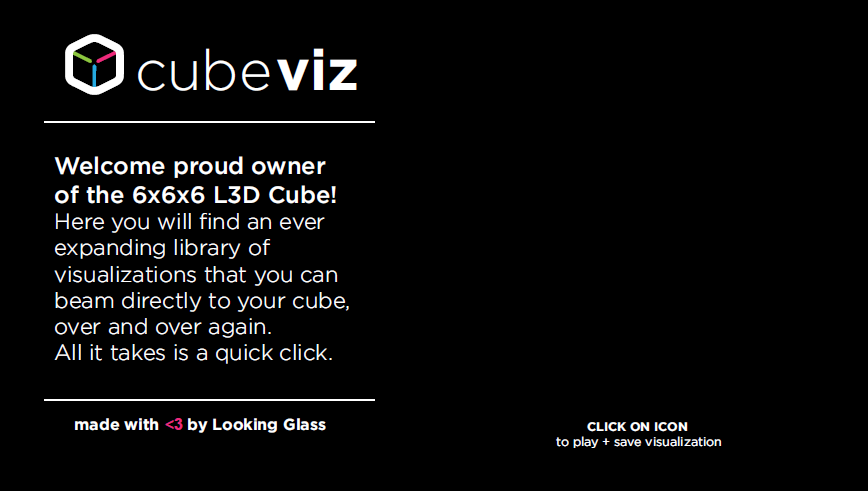 cubeviz
Welcome proud owner
of the 6x6x6 L3D Cube!
Here you will find an ever
expanding library of
visualizations that you can
beam directly to your cube,
over and over again.
All it takes is a quick click.
made with <3 by Looking Glass
CLICK ON ICON
to play + save visualization